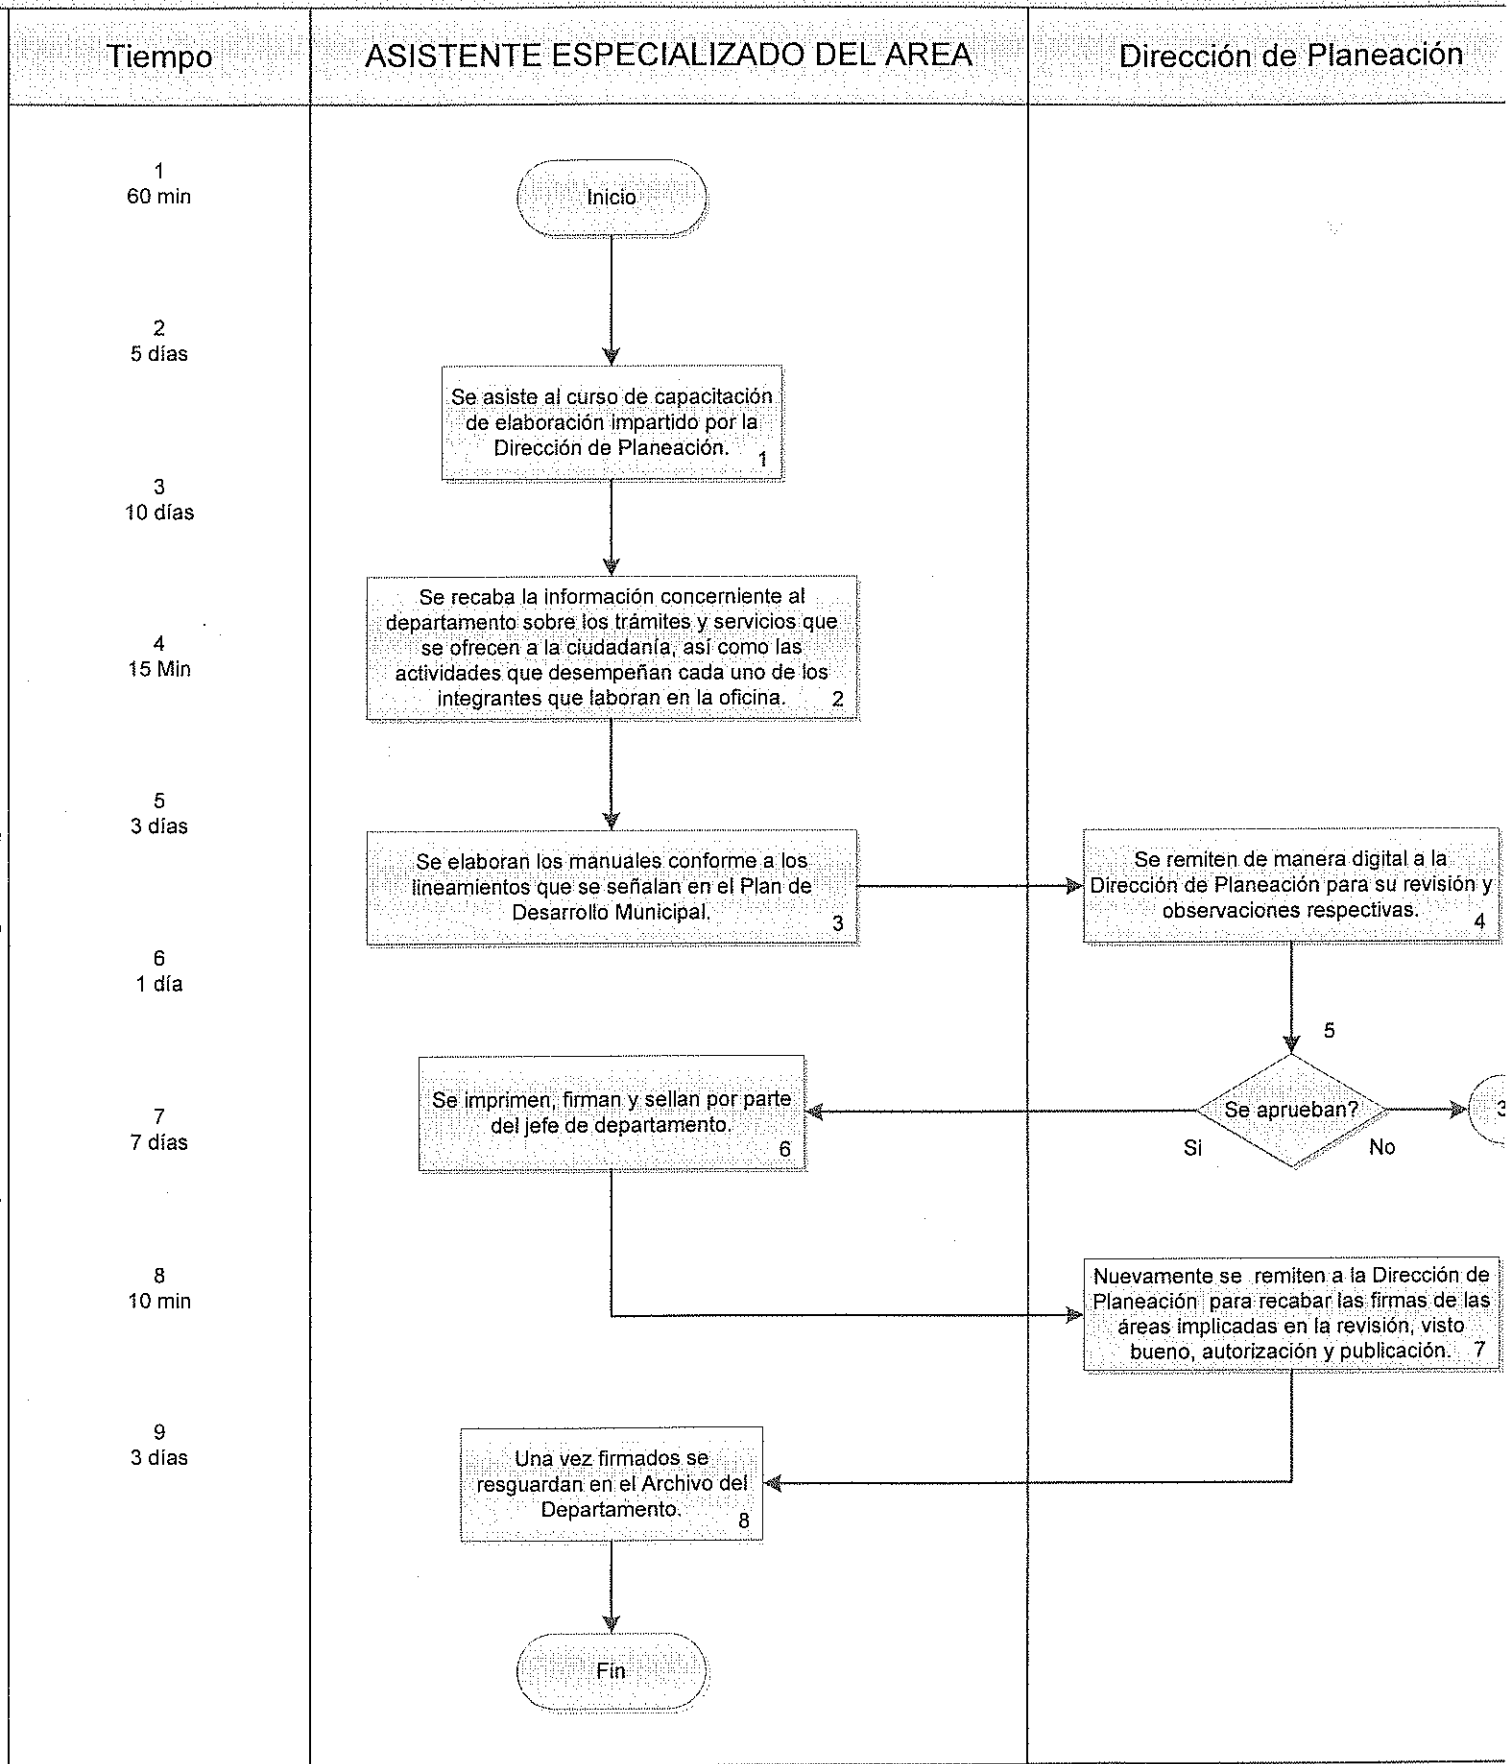 Tiempo
ASISTENTE ESPECIALIZADO DEL AREA
Dirección de Planeación
1
60 min
2
5 días
3
10 días
4
15 Min
5
3 días
6
1 día
7
7 días
8
10 min
9
3 días
Inicio
Se asiste al curso de capacitación
de elaboración impartido por la
Dirección de Planeación.
1
Se recaba la información concerniente al
departamento sobre los trámites y servicios que
se ofrecen a la ciudadanía, así como las
actividades que desempeñan cada uno de los
integrantes que laboran en la oficina.
2
Se elaboran los manuales conforme a los
lineamientos que se señalan en el Plan de
Desarrollo Municipal.
3
Se remiten de manera digital a la
Dirección de Planeación para su revisión y
observaciones respectivas.
4
5
Se aprueban?
Si
No
3
Se imprimen, firman y sellan por parte
del jefe de departamento.
6
Nuevamente se remiten a la Dirección de
Planeación para recabar las firmas de las
áreas implicadas en la revisión, visto
bueno, autorización y publicación.
7
Una vez firmados se
resguardan en el Archivo del
Departamento.
8
Fin